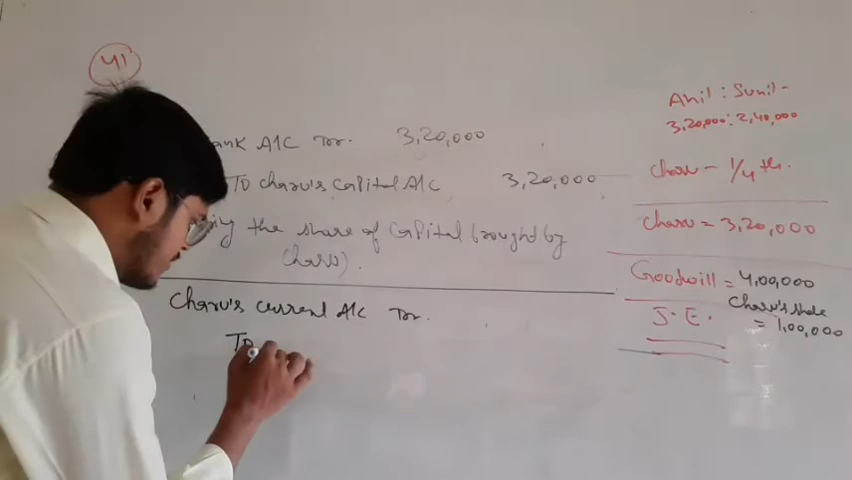 41
ank A/C Dr. 3,20,000
To charu's capital A/C 3,20,000
the share of capital brought by
Charu).
Charu's current A/C Dr.
To
Anil : Sunil -
3,20,000 : 2,40,000
Charu - 1/4 th.
Charu = 3,20,000
Goodwill = 4,00,000
Charu's share
= 1,00,000
J. E.